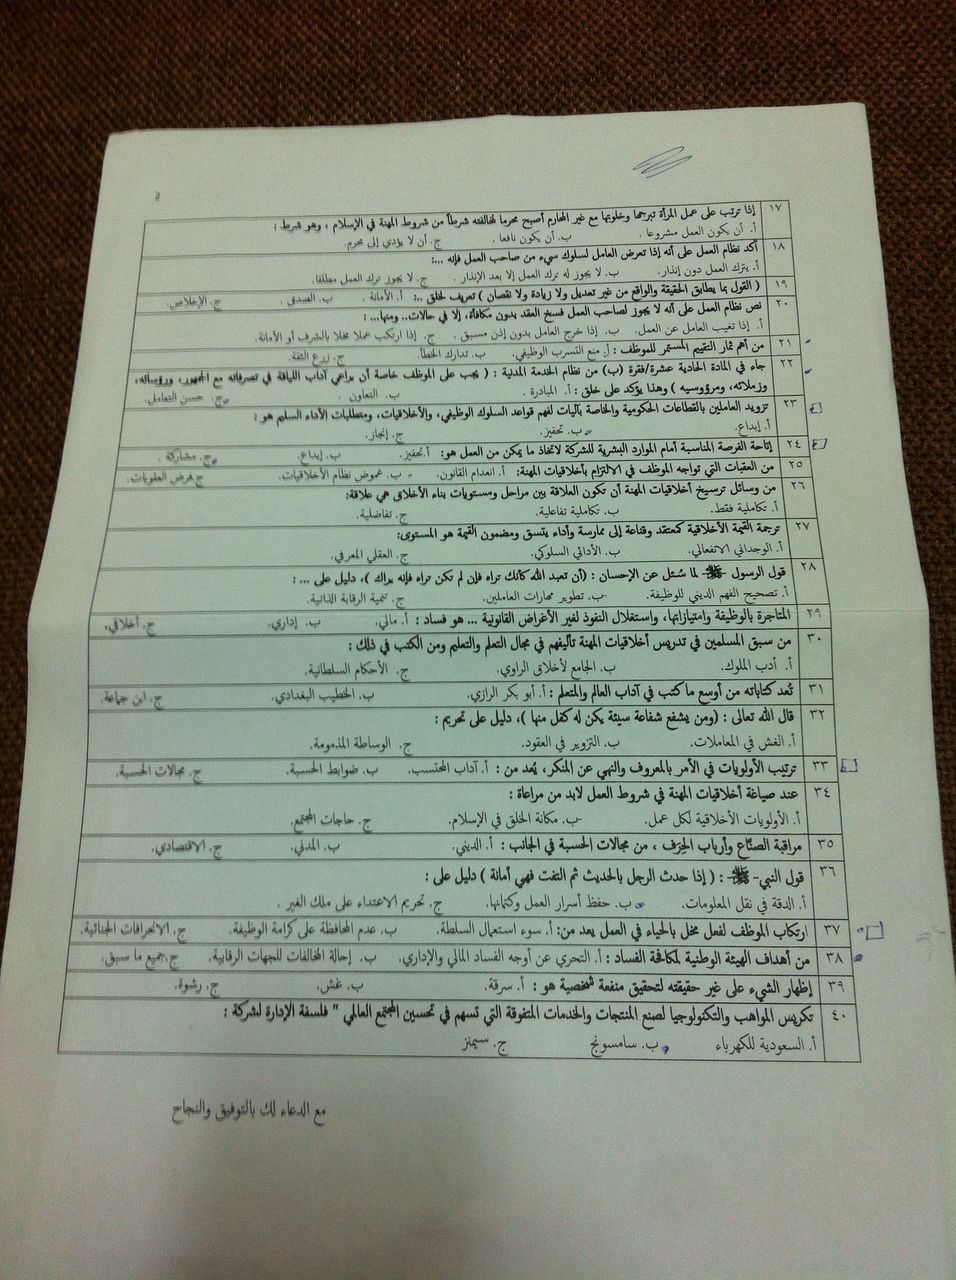 ٤
١٧ إذا ترتب على عمل المرأة تبرجها وخلوتها مع غير المحارم أصبح محرما لمخالفته شرطاً من شروط المهنة في الإسلام ، وهو شرط :
أ. أن يكون العمل مشروعا . ب. أن يكون نافعا . ج. أن لا يؤدي إلى محرم.
١٨ أكد نظام العمل على أنه إذا تعرض العامل لسلوك سيء من صاحب العمل فإنه ...:
أ. يترك العمل دون إنذار. ب. لا يجوز له ترك العمل إلا بعد الإنذار . ج. لا يجوز ترك العمل مطلقا.
١٩ ( القول بما يطابق الحقيقة والواقع من غير تعديل ولا زيادة ولا نقصان ) تعريف لخلق ..: أ. الأمانة . ب. الصدق . ج. الإخلاص.
٢٠ نص نظام العمل على أنه لا يجوز لصاحب العمل فسخ العقد بدون مكافأة، إلا في حالات.. ومنها...:
أ. إذا تغيب العامل عن العمل. ب. إذا خرج العامل بدون إذن مسبق . ج. إذا ارتكب عملا مخلا بالشرف أو الأمانة.
٢١ من أهم ثمار التقييم المستمر للموظف : أ. منع التسرب الوظيفي. ب. تدارك الخطأ. ج. زرع الثقة.
٢٢ جاء في المادة الحادية عشرة/فقرة (ب) من نظام الخدمة المدنية : ( يجب على الموظف خاصة أن يراعي آداب اللياقة في تصرفاته مع الجمهور، ورؤسائه،
وزملائه، ومرؤوسيه ) وهذا يؤكد على خلق : أ. المبادرة . ب. التعاون . ج. حسن التعامل.
٢٣ تزويد العاملين بالقطاعات الحكومية والخاصة بآليات لفهم قواعد السلوك الوظيفي، والأخلاقيات، ومتطلبات الأداء السليم هو :
أ. إبداع. ب. تحفيز. ج. إنجاز.
٢٤ إتاحة الفرصة المناسبة أمام الموارد البشرية للشركة لاتخاذ ما يمكن من العمل هو: أ. تحفيز. ب. إبداع. ج. مشاركة .
٢٥ من العقبات التي تواجه الموظف في الالتزام بأخلاقيات المهنة: أ. انعدام القانون. ب. غموض نظام الأخلاقيات. ج. فرض العقوبات.
٢٦ من وسائل ترسيخ أخلاقيات المهنة أن تكون العلاقة بين مراحل ومستويات بناء الأخلاق هي علاقة:
أ. تكاملية فقط. ب. تكاملية تفاعلية. ج. تفاضلية.
٢٧ ترجمة القيمة الأخلاقية كمعتقد وقناعة إلى ممارسة وأداء يتسق ومضمون القيمة هو المستوى:
أ. الوجداني الانفعالي. ب. الأدائي السلوكي. ج. العقلي المعرفي.
٢٨ قول الرسول ﷺ لما سُئل عن الإحسان : (أن تعبد الله كأنك تراه فإن لم تكن تراه فإنه يراك )، دليل على ... :
أ. تصحيح الفهم الديني للوظيفة. ب. تطوير مهارات العاملين. ج. تنمية الرقابة الذاتية.
٢٩ المتاجرة بالوظيفة وامتيازاتها، واستغلال النفوذ لغير الأغراض القانونية ... هو فساد : أ. مالي. ب. إداري. ج. أخلاقي.
٣٠ من سبق المسلمين في تدريس أخلاقيات المهنة تأليفهم في مجال التعلم والتعليم ومن الكتب في ذلك :
أ. أدب الملوك. ب. الجامع لأخلاق الراوي. ج. الأحكام السلطانية.
٣١ تُعد كتاباته من أوسع ما كتب في آداب العالم والمتعلم : أ. أبو بكر الرازي. ب. الخطيب البغدادي. ج. ابن جماعة.
٣٢ قال الله تعالى : (ومن يشفع شفاعة سيئة يكن له كفل منها )، دليل على تحريم :
أ. الغش في المعاملات. ب. التزوير في العقود. ج. الوساطة المذمومة.
٣٣ ترتيب الأولويات في الأمر بالمعروف والنهي عن المنكر، يُعد من : أ. آداب المحتسب. ب. ضوابط الحسبة. ج. مجالات الحسبة.
٣٤ عند صياغة أخلاقيات المهنة في شروط العمل لابد من مراعاة :
أ. الأولويات الأخلاقية لكل عمل. ب. مكانة الخلق في الإسلام. ج. حاجات المجتمع.
٣٥ مراقبة الصنّاع وأرباب الحِرَف ، من مجالات الحسبة في الجانب : أ. الديني. ب. المدني. ج. الاقتصادي.
٣٦ قول النبي- ﷺ - : ( إذا حدث الرجل بالحديث ثم التفت فهي أمانة ) دليل على :
أ. الدقة في نقل المعلومات. ب. حفظ أسرار العمل وكتمانها. ج. تحريم الاعتداء على ملك الغير .
٣٧ ارتكاب الموظف لفعل مخل بالحياء في العمل يعد من: أ. سوء استعمال السلطة. ب. عدم المحافظة على كرامة الوظيفة. ج. الانحرافات الجنائية.
٣٨ من أهداف الهيئة الوطنية لمكافحة الفساد : أ. التحري عن أوجه الفساد المالي والإداري. ب. إحالة المخالفات للجهات الرقابية. ج. جميع ما سبق.
٣٩ إظهار الشيء على غير حقيقته لتحقيق منفعة شخصية هو : أ. سرقة. ب. غش. ج. رشوة.
٤٠ تكريس المواهب والتكنولوجيا لصنع المنتجات والخدمات المتفوقة التي تسهم في تحسين المجتمع العالمي " فلسفة الإدارة لشركة :
أ. السعودية للكهرباء ب. سامسونج ج. سيمنز
مع الدعاء لك بالتوفيق والنجاح